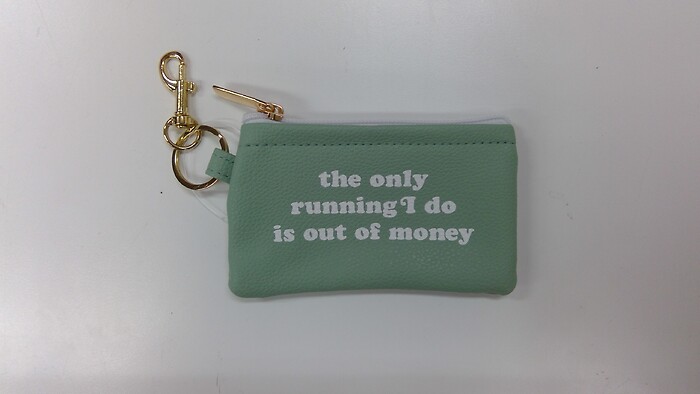 the only
running I do
is out of money